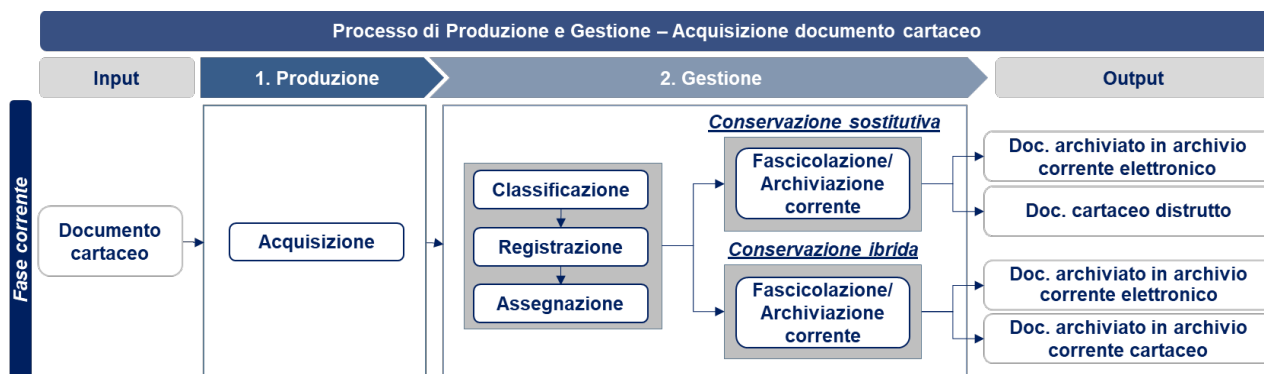 Processo di Produzione e Gestione – Acquisizione documento cartaceo
Input
1. Produzione
2. Gestione
Output
Fase corrente
Documento
cartaceo
Acquisizione
Classificazione
Registrazione
Assegnazione
Conservazione sostitutiva
Fascicolazione/
Archiviazione
corrente
Conservazione ibrida
Fascicolazione/
Archiviazione
corrente
Doc. archiviato in archivio
corrente elettronico
Doc. cartaceo distrutto
Doc. archiviato in archivio
corrente elettronico
Doc. archiviato in archivio
corrente cartaceo